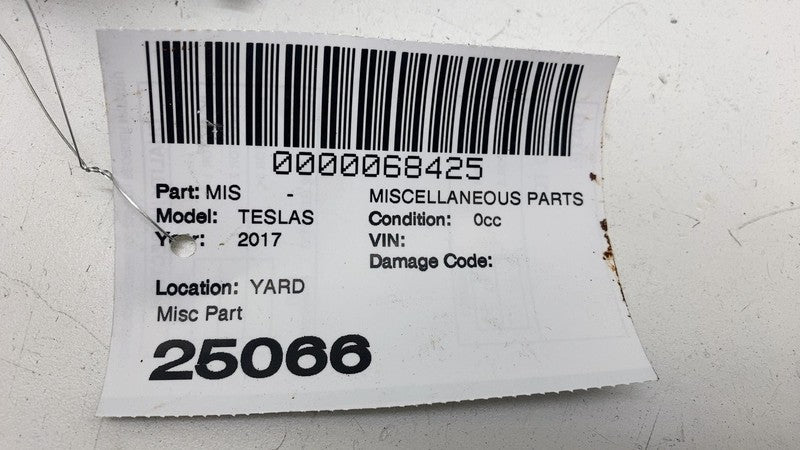 0000068425
Part: MIS - MISCELLANEOUS PARTS
Model: TESLAS Condition: 0cc
Year: 2017 VIN:
Damage Code:
Location: YARD
Misc Part
25066